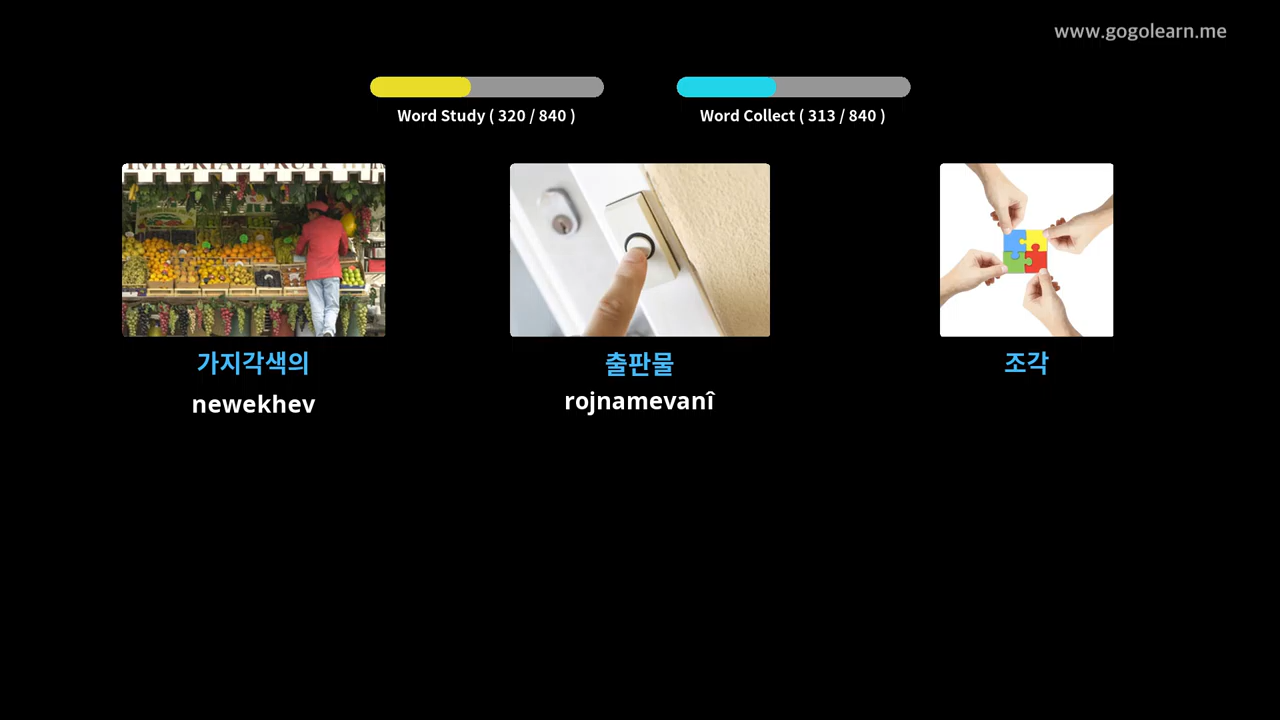 www.gogolearn.me
Word Study ( 320 / 840 )
Word Collect ( 313 / 840 )
가지각색의
newekhev
출판물
rojnamevanî
조각